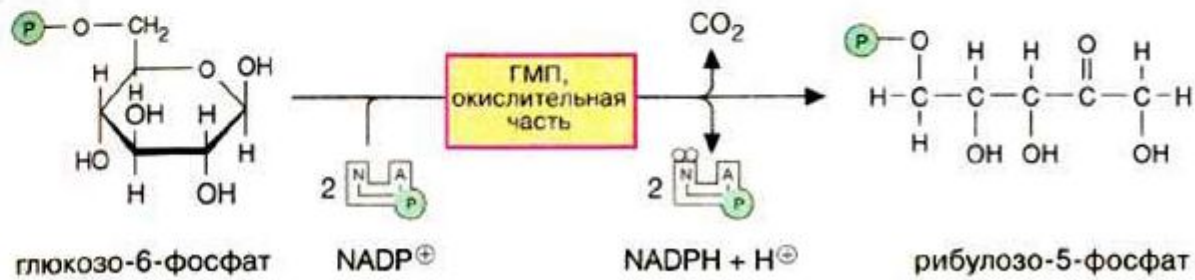 P—O—CH₂
H
O
OH
H
OH
H
HO
H
H
OH
2
N A
P
ГМП,
окислительная
часть
CO₂
2
N A
P
P—O
H
H
O
H
H—C—C—C—C—C—H
H
OH
OH
OH
глюкозо-6-фосфат
NADP⊕
NADPH + H⊕
рибулозо-5-фосфат